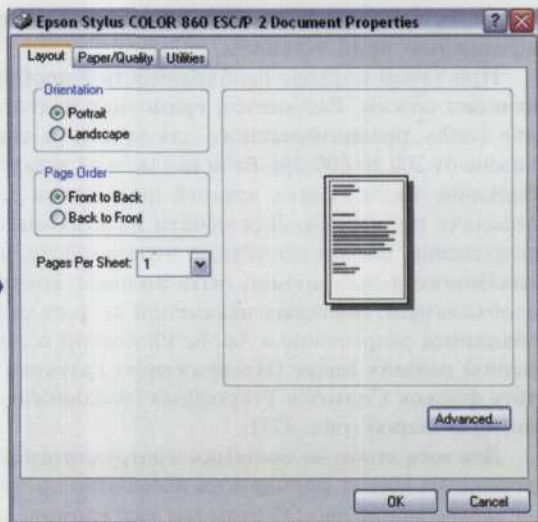 Epson Stylus COLOR 860 ESC/P 2 Document Properties
Layout Paper/Quality Utilities
Orientation
Portrait
Landscape
Page Order
Front to Back
Back to Front
Pages Per Sheet: 1
Advanced...
OK Cancel